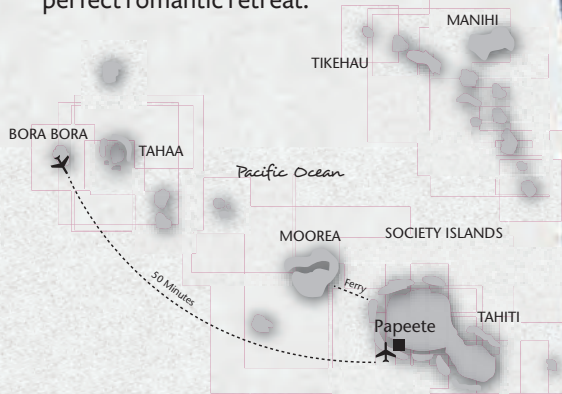 perfect romantic retreat.
MANIHI
TIKEHAU
BORA BORA
TAHAA
Pacific Ocean
MOOREA
SOCIETY ISLANDS
50 Minutes
Ferry
Papeete
TAHITI